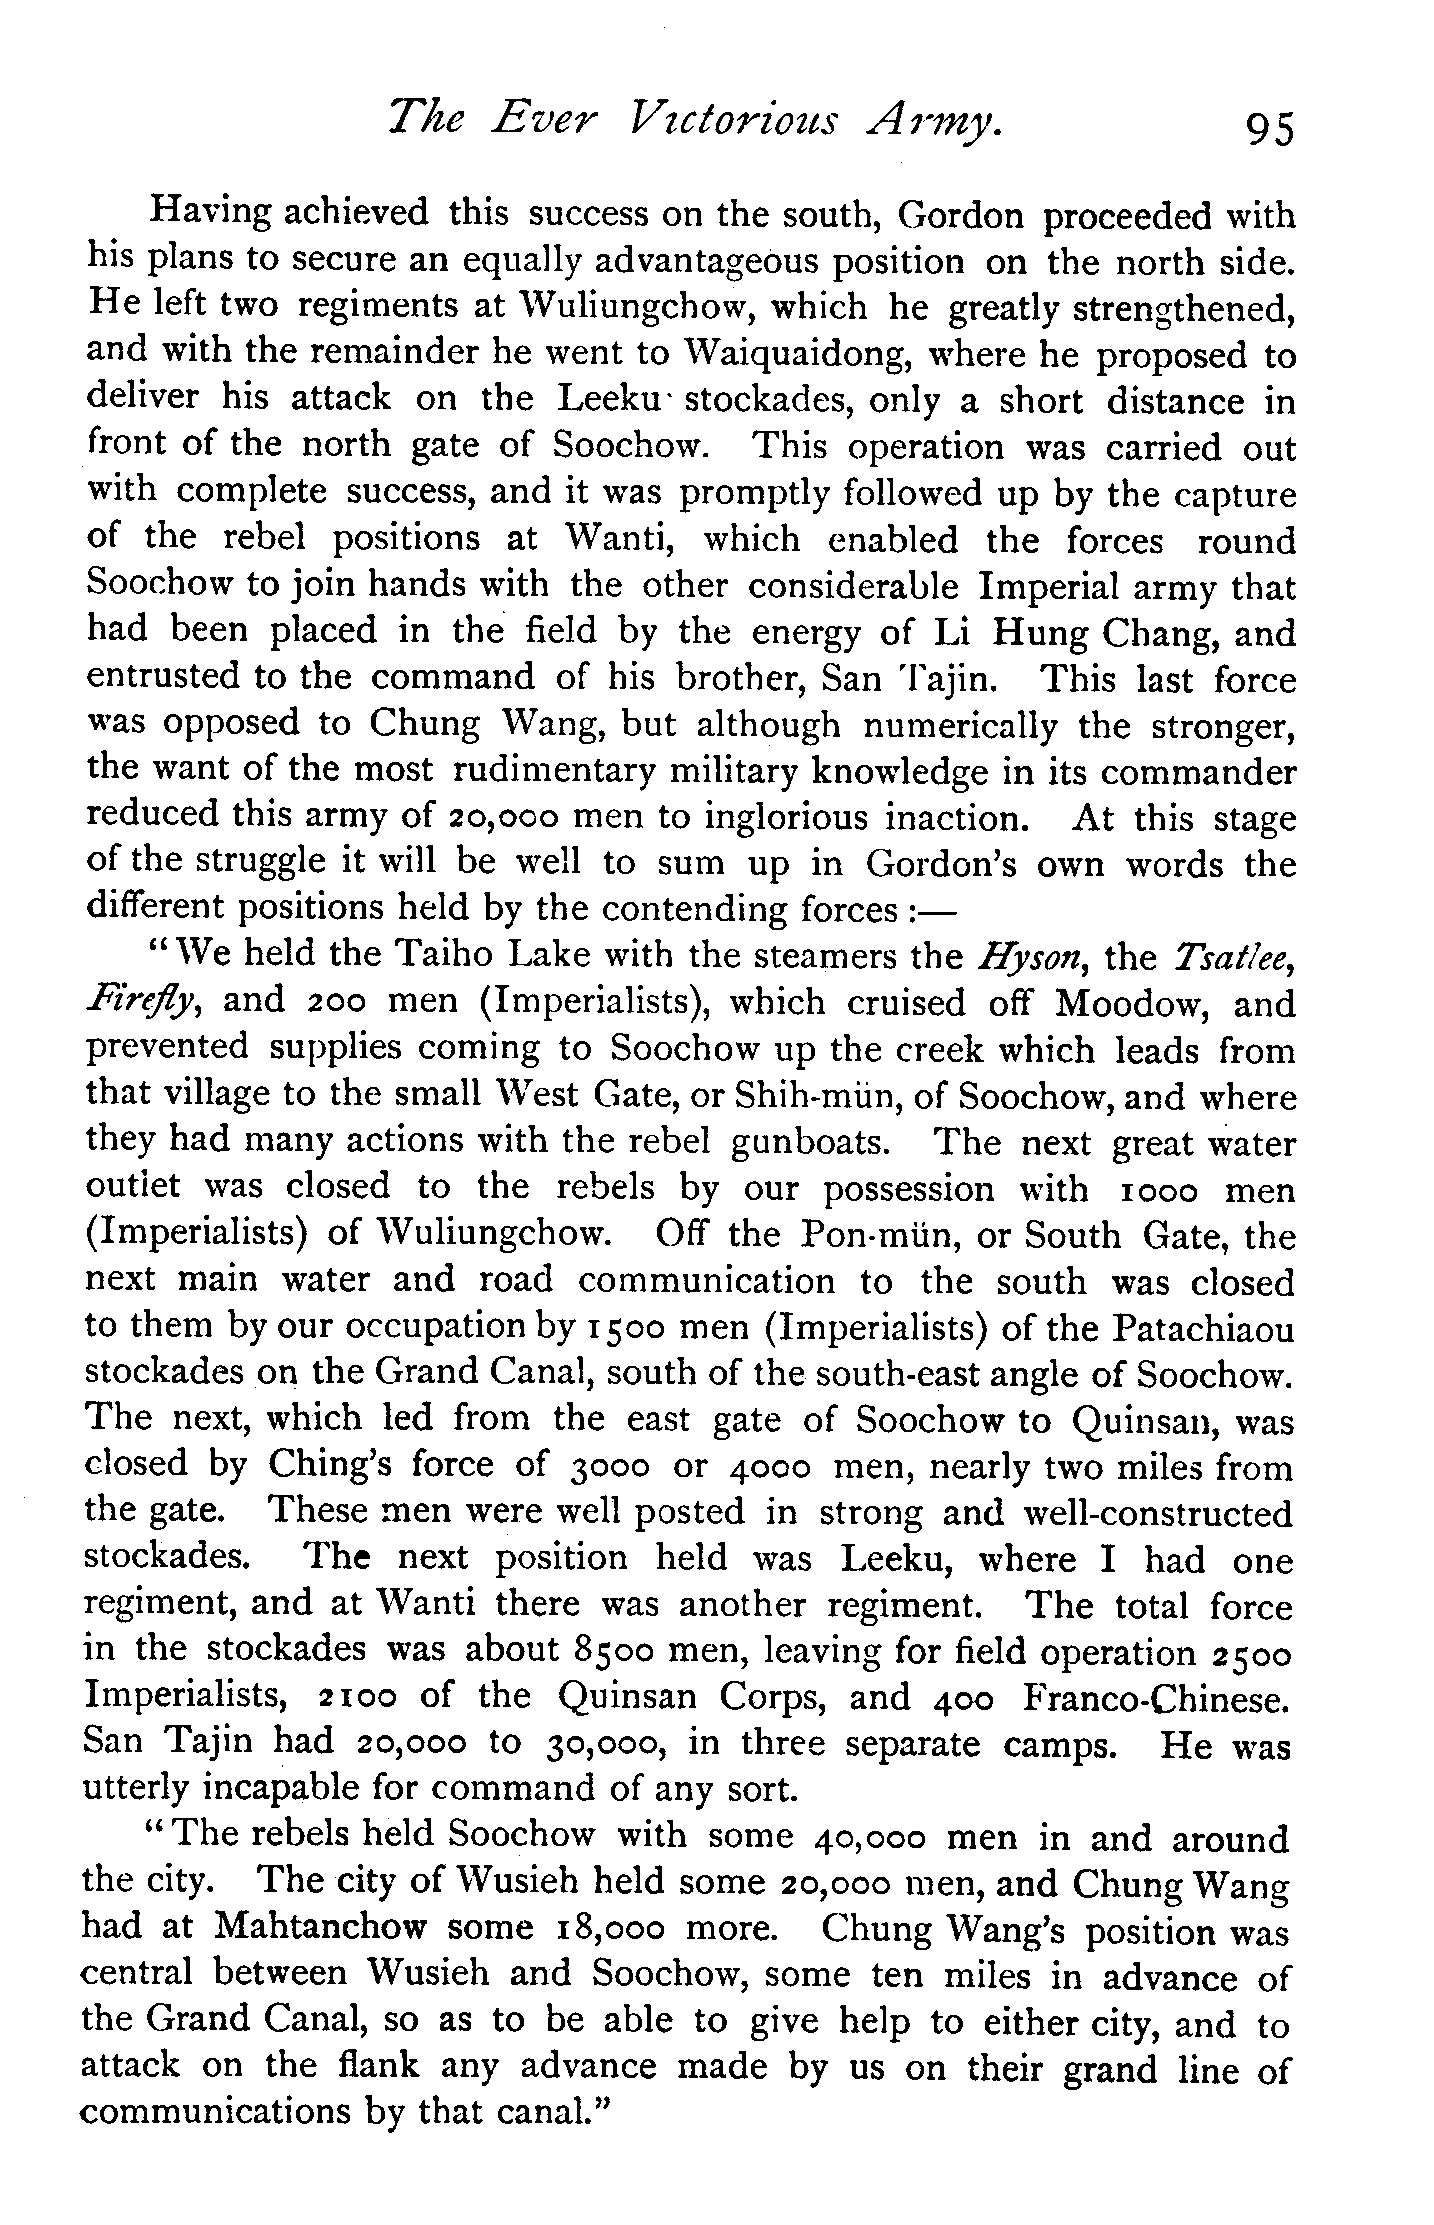 The Ever Victorious Army. 95
Having achieved this success on the south, Gordon proceeded with
his plans to secure an equally advantageous position on the north side.
He left two regiments at Wuliungchow, which he greatly strengthened,
and with the remainder he went to Waiquaidong, where he proposed to
deliver his attack on the Leeku stockades, only a short distance in
front of the north gate of Soochow. This operation was carried out
with complete success, and it was promptly followed up by the capture
of the rebel positions at Wanti, which enabled the forces round
Soochow to join hands with the other considerable Imperial army that
had been placed in the field by the energy of Li Hung Chang, and
entrusted to the command of his brother, San Tajin. This last force
was opposed to Chung Wang, but although numerically the stronger,
the want of the most rudimentary military knowledge in its commander
reduced this army of 20,000 men to inglorious inaction. At this stage
of the struggle it will be well to sum up in Gordon's own words the
different positions held by the contending forces :—
"We held the Taiho Lake with the steamers the Hyson, the Tsatlee,
Firefly, and 200 men (Imperialists), which cruised off Moodow, and
prevented supplies coming to Soochow up the creek which leads from
that village to the small West Gate, or Shih-mün, of Soochow, and where
they had many actions with the rebel gunboats. The next great water
outlet was closed to the rebels by our possession with 1000 men
(Imperialists) of Wuliungchow. Off the Pon-mün, or South Gate, the
next main water and road communication to the south was closed
to them by our occupation by 1500 men (Imperialists) of the Patachiaou
stockades on the Grand Canal, south of the south-east angle of Soochow.
The next, which led from the east gate of Soochow to Quinsan, was
closed by Ching's force of 3000 or 4000 men, nearly two miles from
the gate. These men were well posted in strong and well-constructed
stockades. The next position held was Leeku, where I had one
regiment, and at Wanti there was another regiment. The total force
in the stockades was about 8500 men, leaving for field operation 2500
Imperialists, 2100 of the Quinsan Corps, and 400 Franco-Chinese.
San Tajin had 20,000 to 30,000, in three separate camps. He was
utterly incapable for command of any sort.
"The rebels held Soochow with some 40,000 men in and around
the city. The city of Wusieh held some 20,000 men, and Chung Wang
had at Mahtanchow some 18,000 more. Chung Wang's position was
central between Wusieh and Soochow, some ten miles in advance of
the Grand Canal, so as to be able to give help to either city, and to
attack on the flank any advance made by us on their grand line of
communications by that canal."